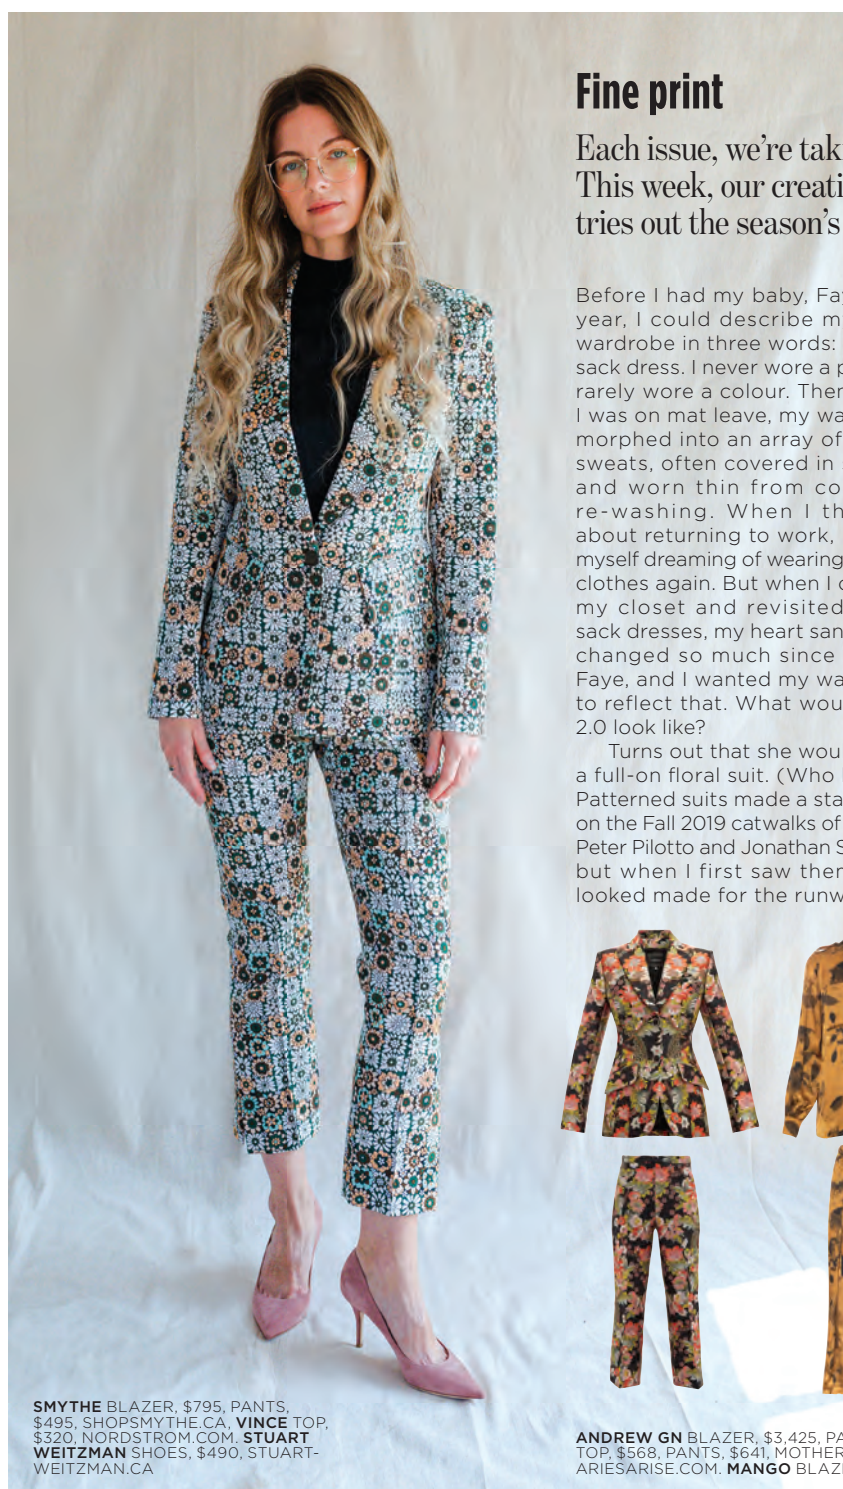 Fine print
Each issue, we're tak
This week, our creati
tries out the season's
Before I had my baby, Fay
year, I could describe m
wardrobe in three words:
sack dress. I never wore a p
rarely wore a colour. Then
I was on mat leave, my wa
morphed into an array of
sweats, often covered in
and worn thin from co
re-washing. When I th
about returning to work,
myself dreaming of wearing
clothes again. But when I o
my closet and revisited
sack dresses, my heart san
changed so much since
Faye, and I wanted my wa
to reflect that. What wou
2.0 look like?
Turns out that she wou
a full-on floral suit. (Who
Patterned suits made a sta
on the Fall 2019 catwalks of
Peter Pilotto and Jonathan S
but when I first saw them
looked made for the runw
SMYTHE BLAZER, $795, PANTS,
$495, SHOPSMYTHE.CA, VINCE TOP,
$320, NORDSTROM.COM. STUART
WEITZMAN SHOES, $490, STUART-
WEITZMAN.CA
ANDREW GN BLAZER, $3,425, PA
TOP, $568, PANTS, $641, MOTHER
ARIESARISE.COM. MANGO BLAZE